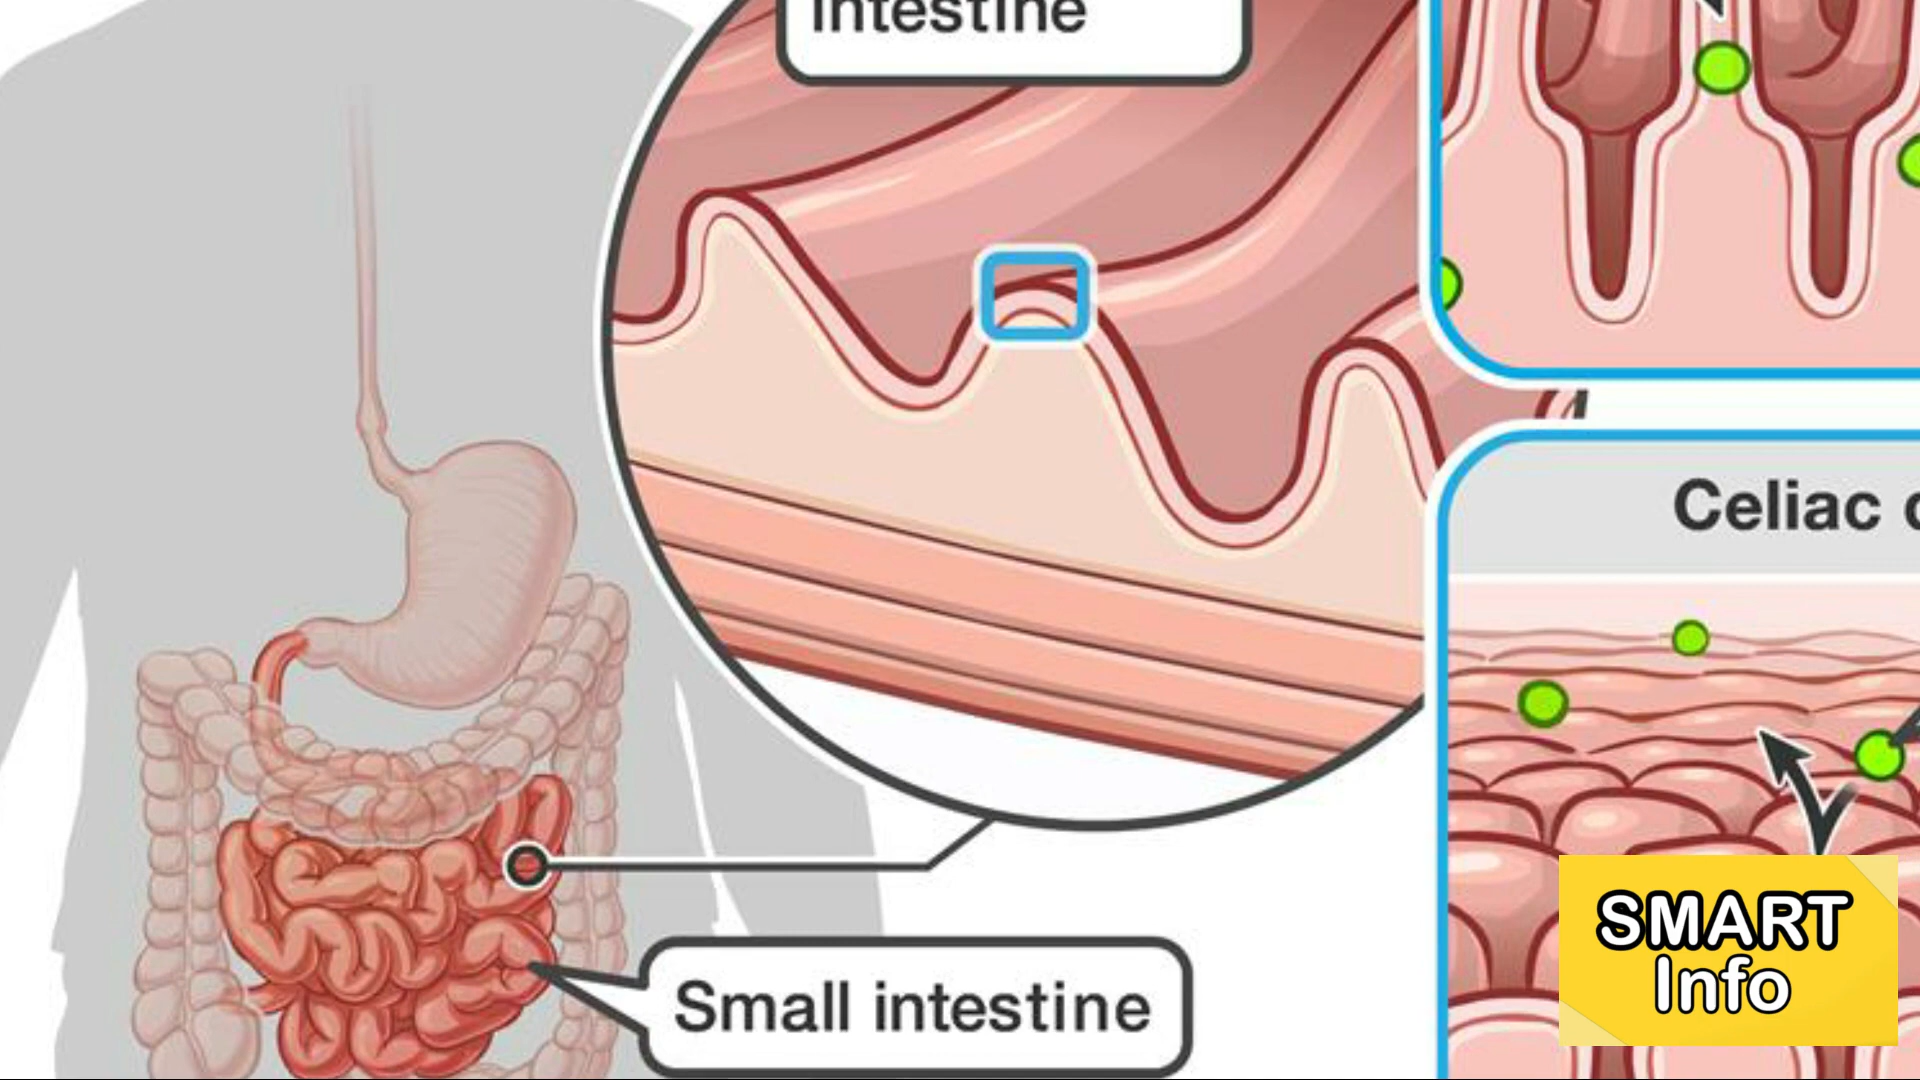 intestine
Celiac
Small intestine
SMART
Info